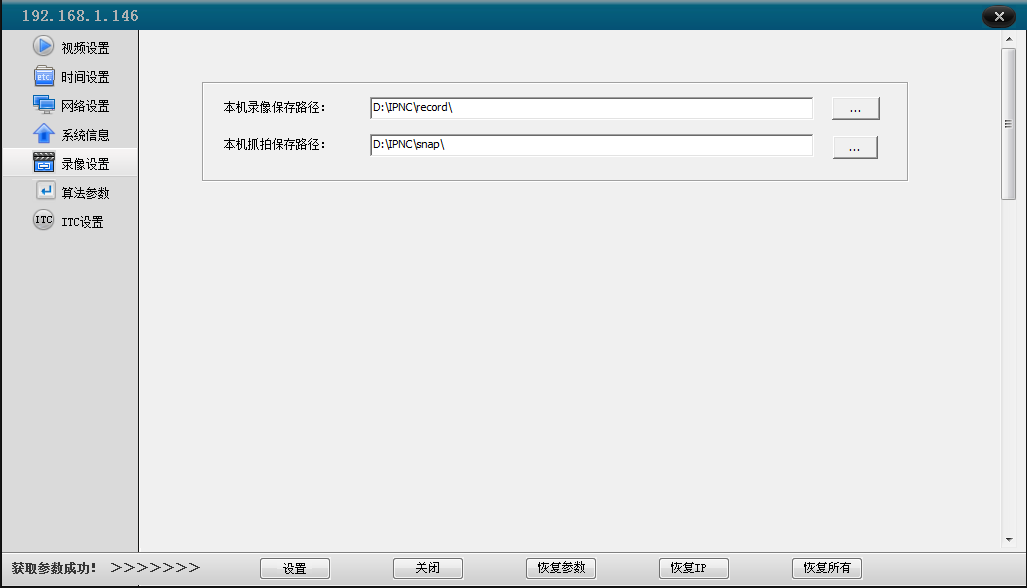 192.168.1.146
视频设置
etc.
时间设置
网络设置
系统信息
录像设置
算法参数
ITC
ITC设置
本机录像保存路径：
D:\IPNC\record\
...
本机抓拍保存路径：
D:\IPNC\snap\
...
获取参数成功！ >>>>>>>
设置
关闭
恢复参数
恢复IP
恢复所有